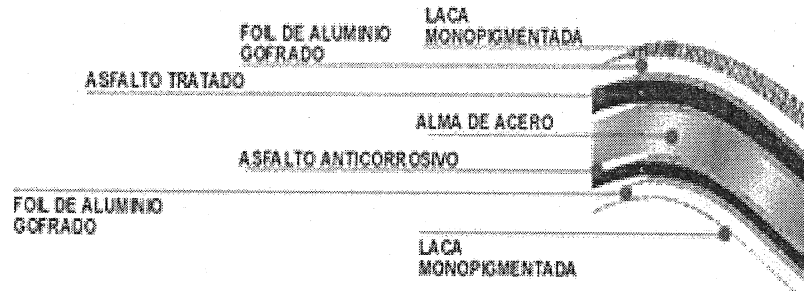 LACA
MONOPIGMENTADA
FOIL DE ALUMINIO
GOFRADO
ASFALTO TRATADO
ALMA DE ACERO
ASFALTO ANTICORROSIVO
FOIL DE ALUMINIO
GOFRADO
LACA
MONOPIGMENTADA